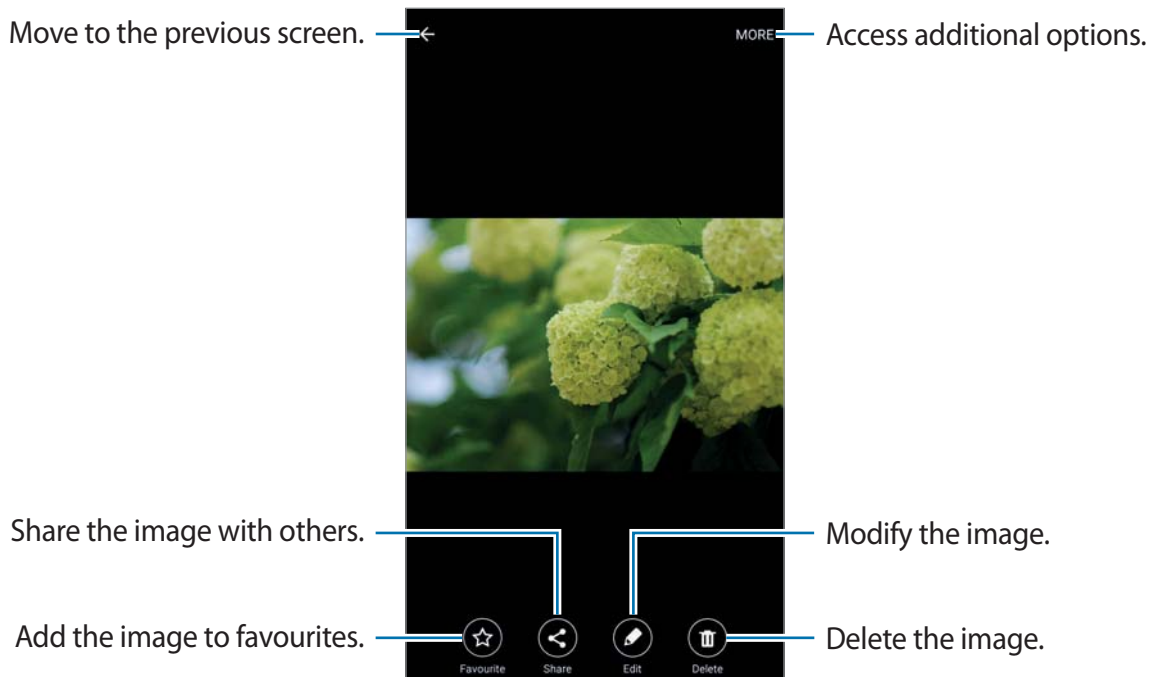 Move to the previous screen.
MORE
Access additional options.
Share the image with others.
Modify the image.
Add the image to favourites.
Delete the image.
Favourite
Share
Edit
Delete